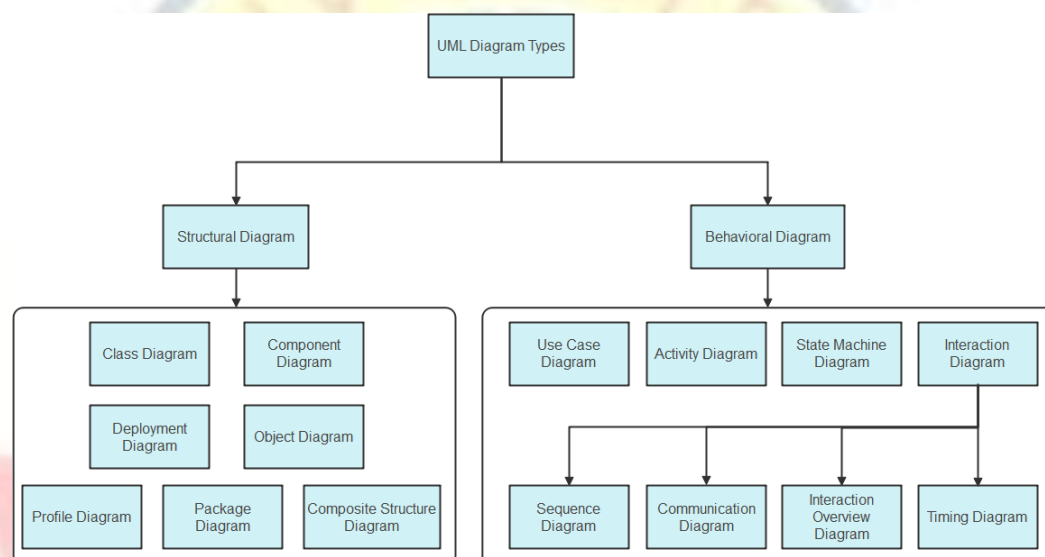 UML Diagram Types
Structural Diagram
Behavioral Diagram
Class Diagram
Component
Diagram
Deployment
Diagram
Object Diagram
Profile Diagram
Package
Diagram
Composite Structure
Diagram
Use Case
Diagram
Activity Diagram
State Machine
Diagram
Interaction
Diagram
Sequence
Diagram
Communication
Diagram
Interaction
Overview
Diagram
Timing Diagram